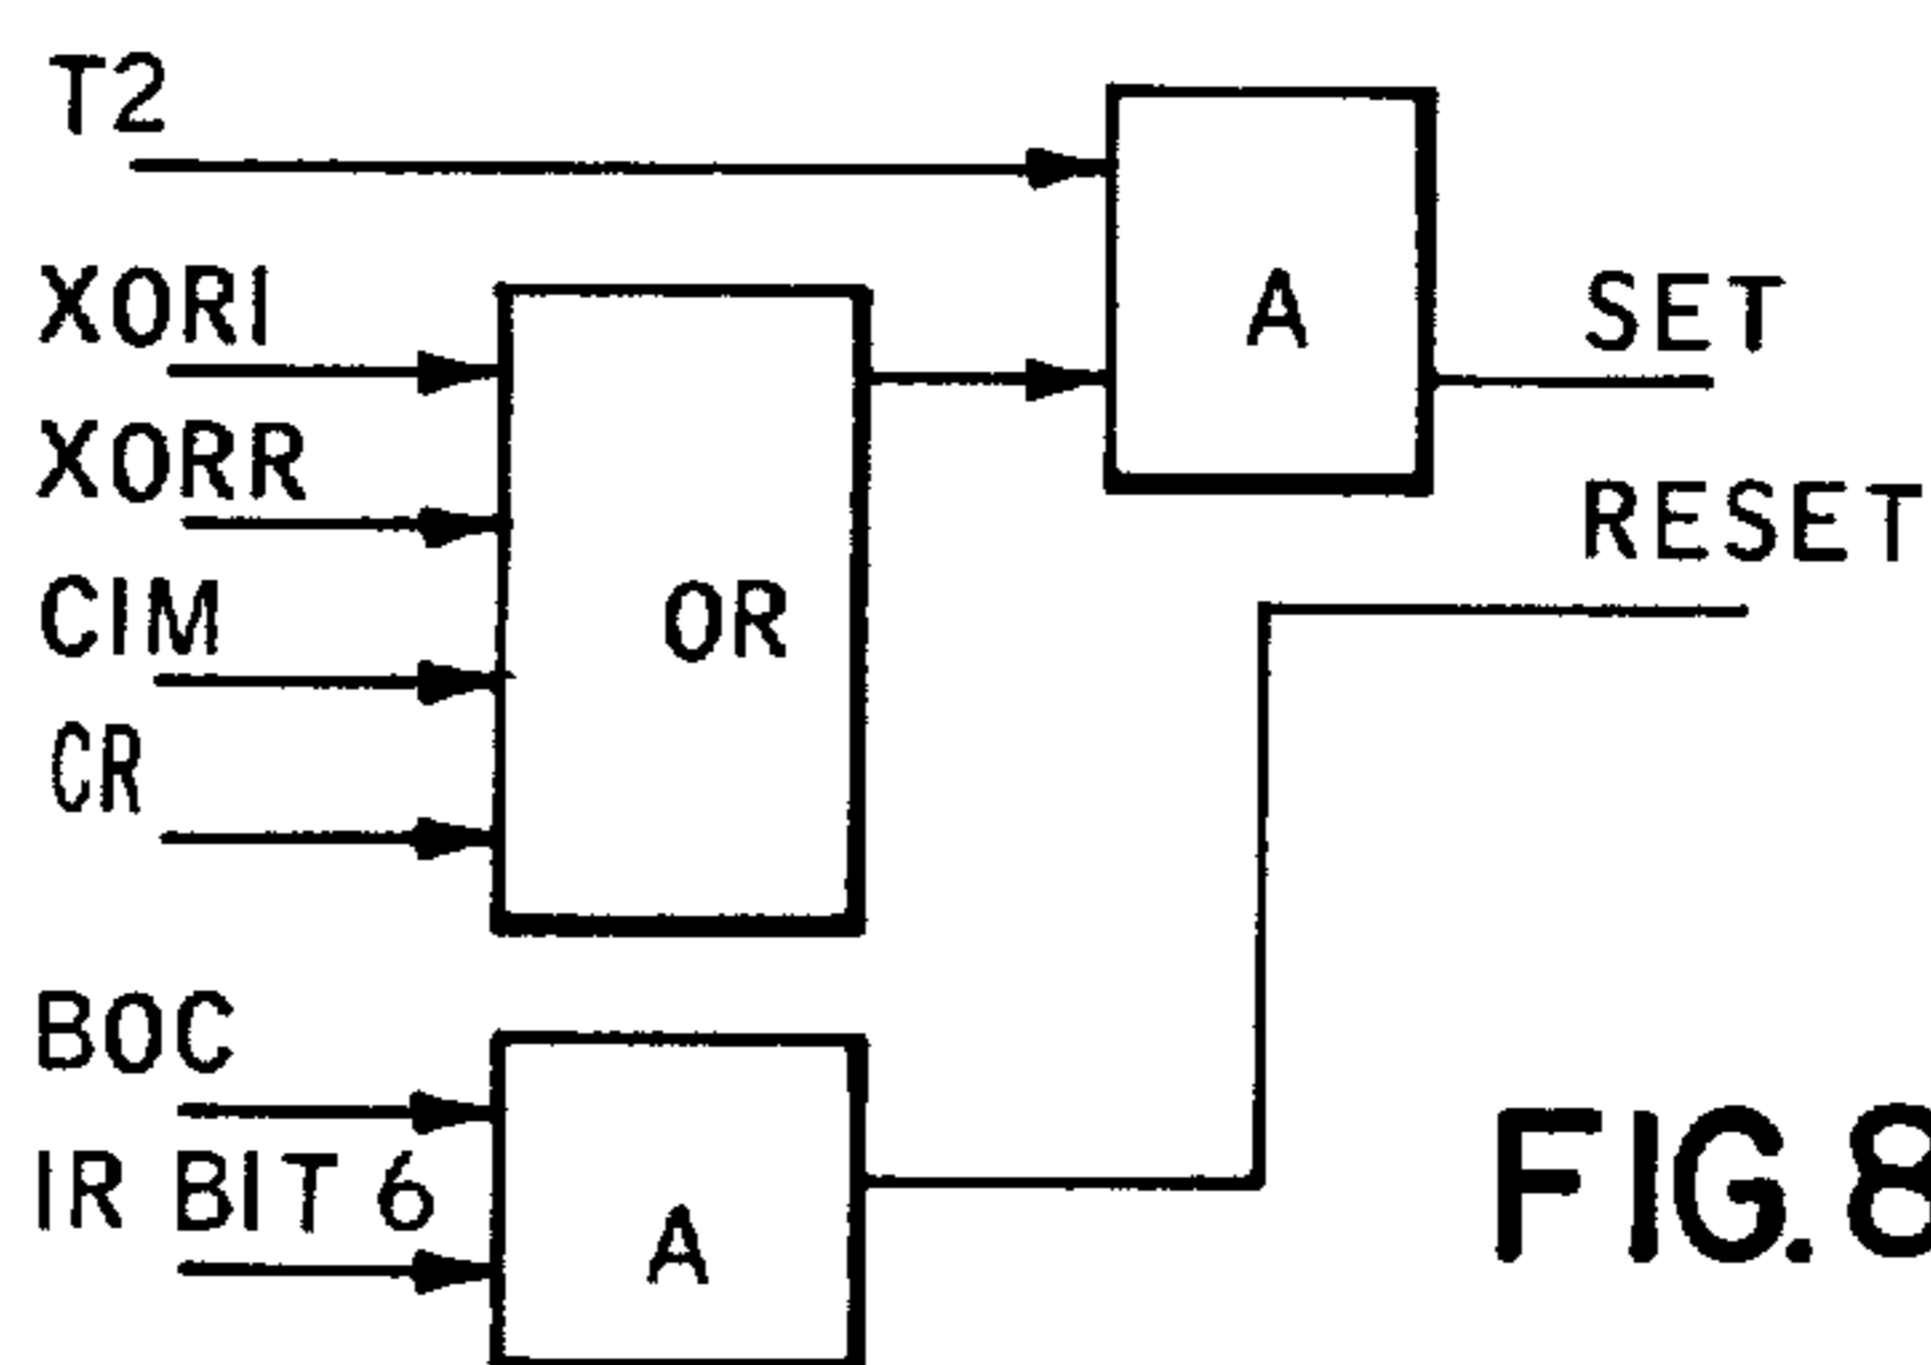 T2
XORI
A
SET
XORR
RESET
CIM
OR
CR
BOC
IR BIT 6
A
FIG. 8